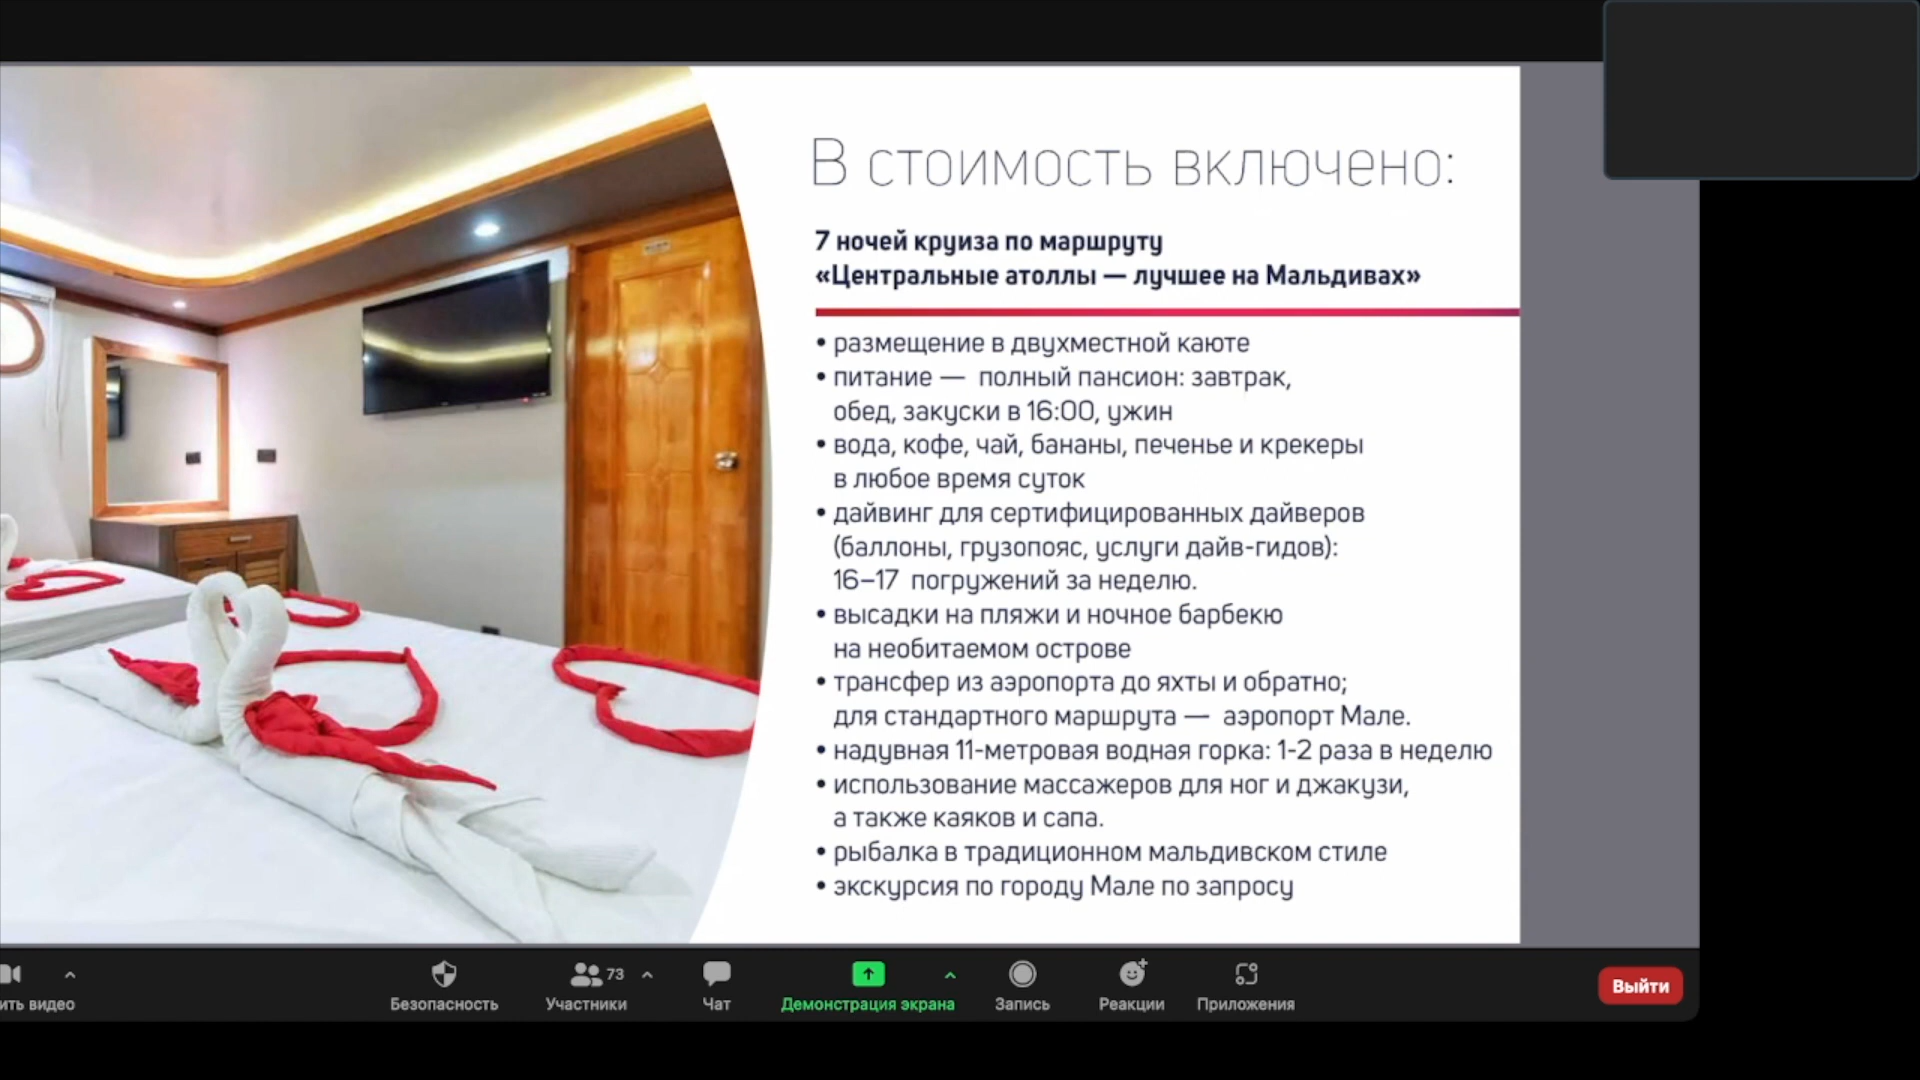 В стоимость включено:
7 ночей круиза по маршруту
«Центральные атоллы — лучшее на Мальдивах»
• размещение в двухместной каюте
• питание — полный пансион: завтрак,
обед, закуски в 16:00, ужин
• вода, кофе, чай, бананы, печенье и крекеры
в любое время суток
• дайвинг для сертифицированных дайверов
(баллоны, грузопояс, услуги дайв-гидов):
16–17 погружений за неделю.
• высадки на пляжи и ночное барбекю
на необитаемом острове
• трансфер из аэропорта до яхты и обратно;
для стандартного маршрута — аэропорт Мале.
• надувная 11-метровая водная горка: 1-2 раза в неделю
• использование массажеров для ног и джакузи,
а также каяков и сапа.
• рыбалка в традиционном мальдивском стиле
• экскурсия по городу Мале по запросу
73
ить видео
Безопасность
Участники
Чат
Демонстрация экрана
Запись
Реакции
Приложения
Выйти